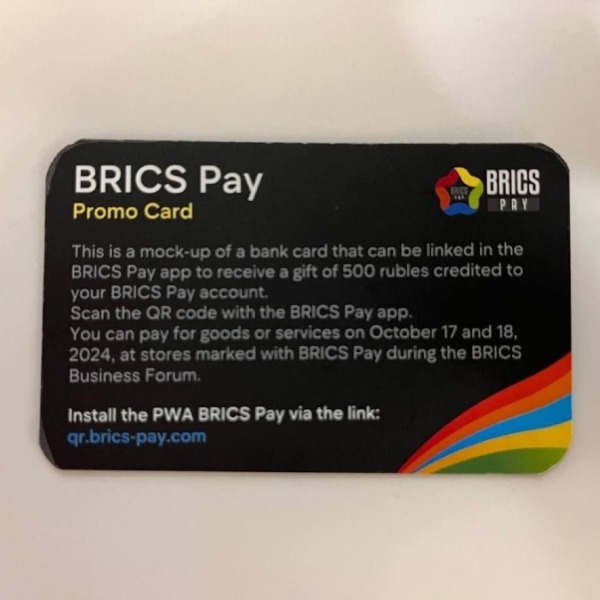 BRICS Pay
Promo Card
BRICS
PAY
BRICS
PAY
This is a mock-up of a bank card that can be linked in the
BRICS Pay app to receive a gift of 500 rubles credited to
your BRICS Pay account.
Scan the QR code with the BRICS Pay app.
You can pay for goods or services on October 17 and 18,
2024, at stores marked with BRICS Pay during the BRICS
Business Forum.
Install the PWA BRICS Pay via the link:
qr.brics-pay.com